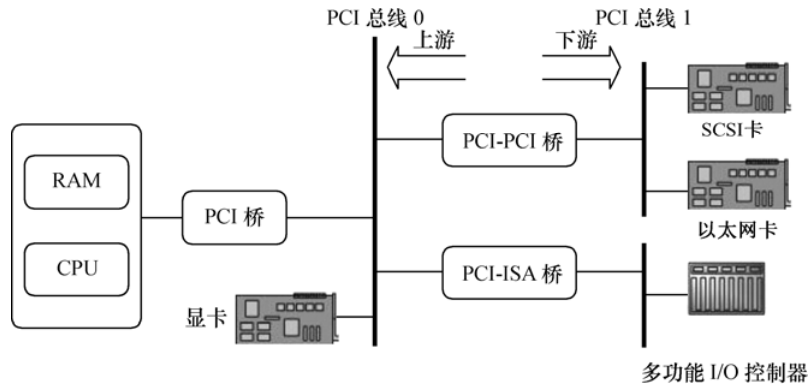 PCI 总线 0
PCI 总线 1
上游
下游
RAM
CPU
PCI 桥
PCI-PCI 桥
SCSI卡
以太网卡
PCI-ISA 桥
显卡
多功能 I/O 控制器